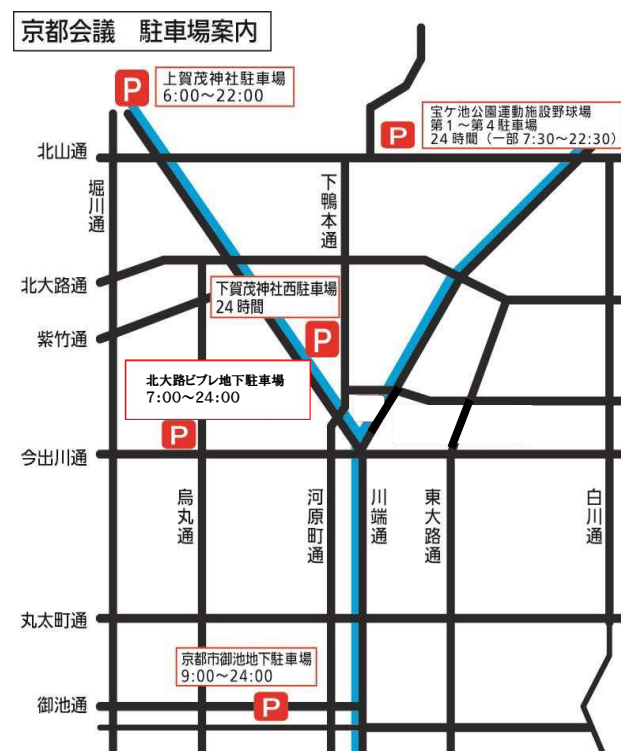 京都会議 駐車場案内
P
上賀茂神社駐車場
6:00〜22:00
P
宝ケ池公園運動施設野球場
第1〜第4駐車場
24時間（一部7:30〜22:30）
北山通
堀川通
下鴨本通
北大路通
下賀茂神社西駐車場
24時間
P
紫竹通
北大路ビブレ地下駐車場
7:00〜24:00
P
今出川通
烏丸通
河原町通
川端通
東大路通
白川通
丸太町通
京都市御池地下駐車場
9:00〜24:00
御池通
P